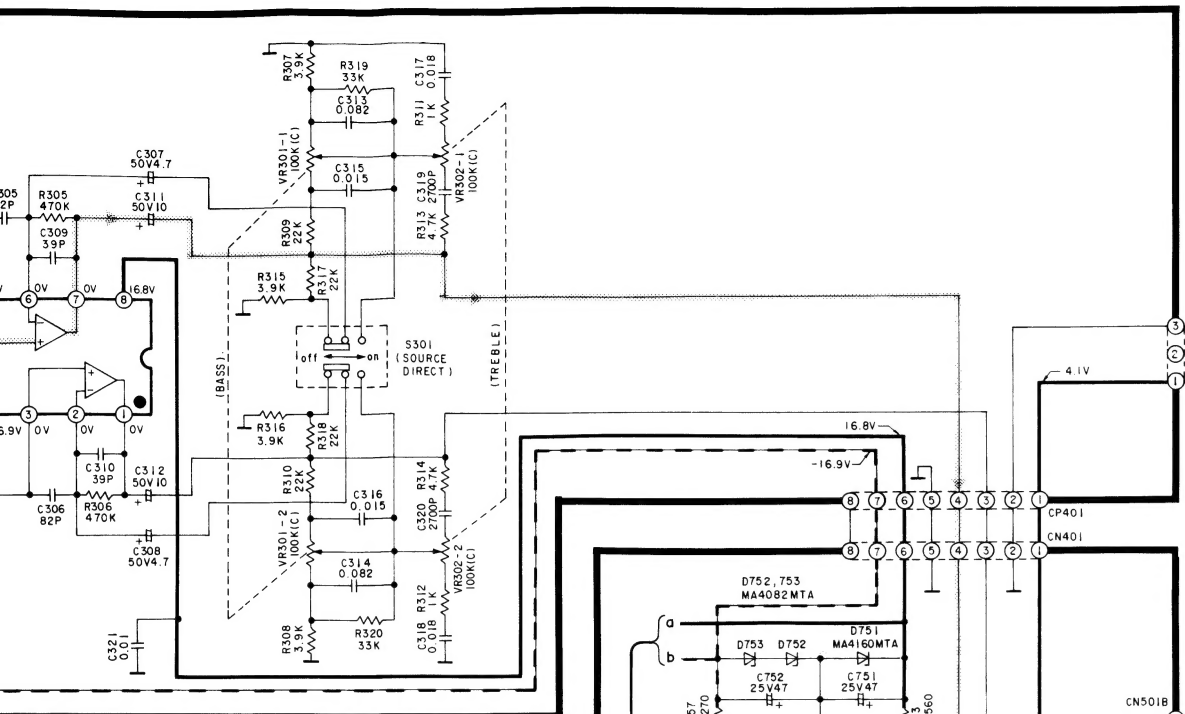 R307
3.9K
R319
33K
C313
0.082
C317
0.018
R311
1K
VR301-1
100K(C)
C315
0.015
VR302-1
100K(C)
C319
2700P
R313
4.7K
C307
50V4.7
+
305
2P
R305
470K
C311
50V10
+
C309
39P
R309
22K
R317
22K
R315
3.9K
6
0V
7
0V
8
16.8V
-
+
S301
(SOURCE
DIRECT)
off
on
(BASS)
(TREBLE)
3
2
1
4.1V
+
-
3
6.9V
0V
2
0V
1
0V
R316
3.9K
R318
22K
16.8V
-16.9V
C310
39P
C312
50V10
+
C306
82P
R306
470K
C308
50V4.7
+
R310
22K
R314
4.7K
C316
0.015
C320
2700P
VR301-2
100K(C)
VR302-2
100K(C)
C314
0.082
R312
1K
R308
3.9K
R320
33K
C318
0.018
C321
0.01
8
7
6
5
4
3
2
1
CP401
CN401
8
7
6
5
4
3
2
1
D752,753
MA4082MTA
a
b
D753
D752
D751
MA4160MTA
C752
25V47
+
C751
25V47
+
57
270
3
560
CN501B